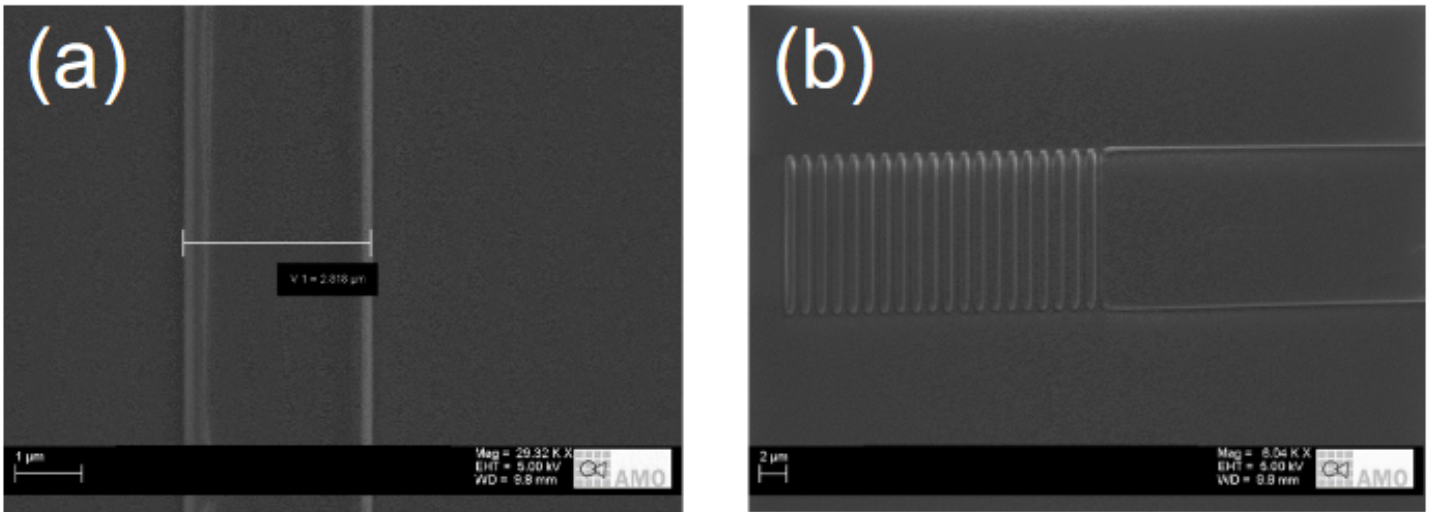 (a)
V 1 = 2.818 µm
1 µm
Mag = 29.32 K X
EHT = 5.00 kV
WD = 9.8 mm
AMO
(b)
2 µm
Mag = 6.04 K X
EHT = 5.00 kV
WD = 9.8 mm
AMO